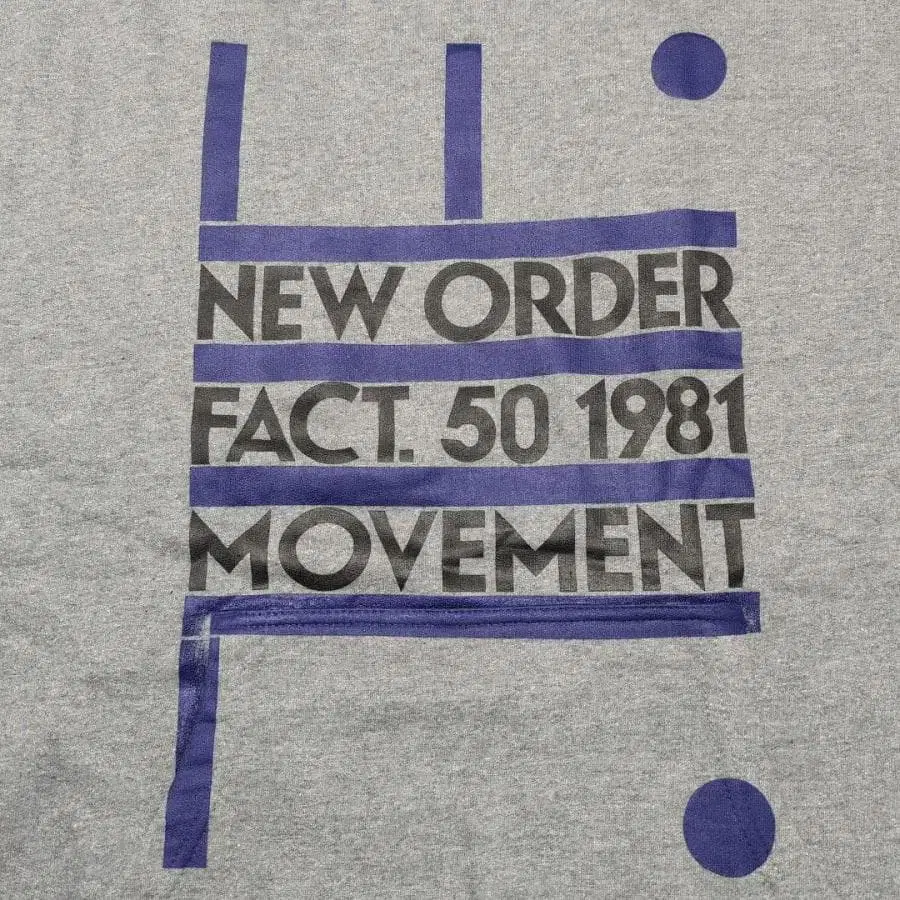 NEW ORDER
FACT. 50 1981
MOVEMENT